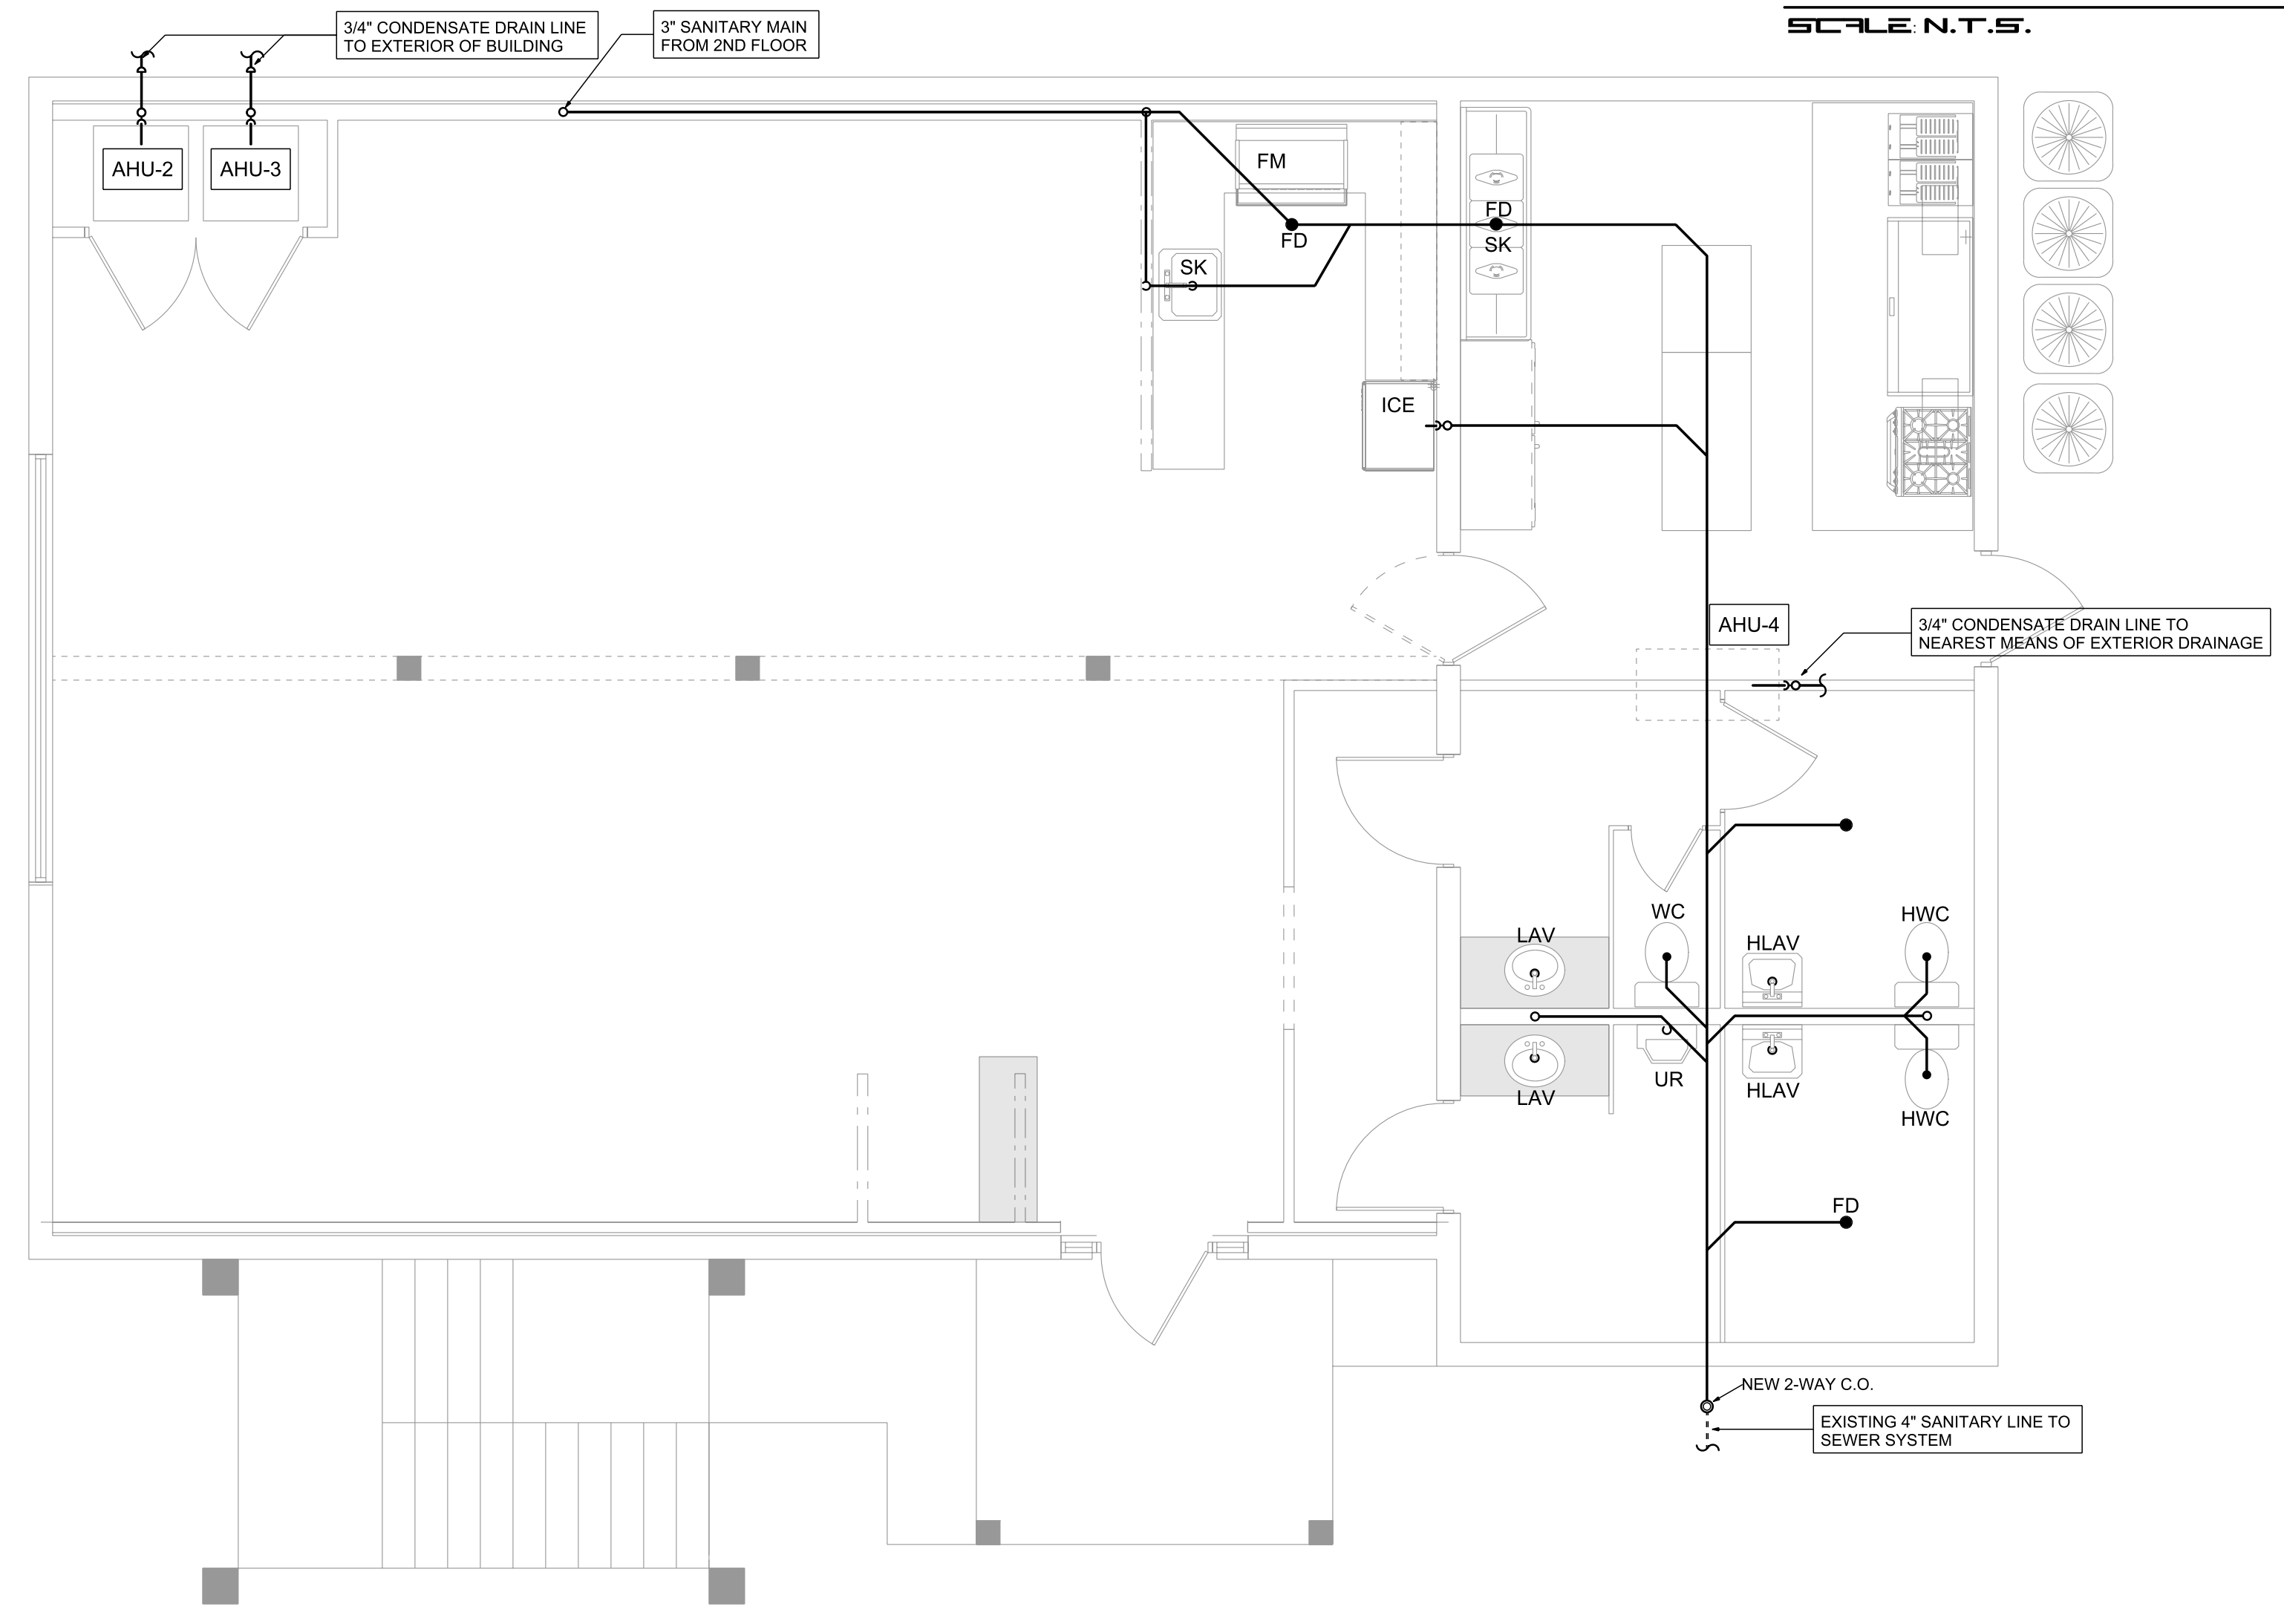 SCALE: N.T.S.
3/4" CONDENSATE DRAIN LINE
TO EXTERIOR OF BUILDING
3" SANITARY MAIN
FROM 2ND FLOOR
AHU-2
AHU-3
FM
FD
SK
FD
SK
ICE
AHU-4
3/4" CONDENSATE DRAIN LINE TO
NEAREST MEANS OF EXTERIOR DRAINAGE
WC
HWC
LAV
HLAV
UR
HLAV
LAV
HWC
FD
NEW 2-WAY C.O.
EXISTING 4" SANITARY LINE TO
SEWER SYSTEM